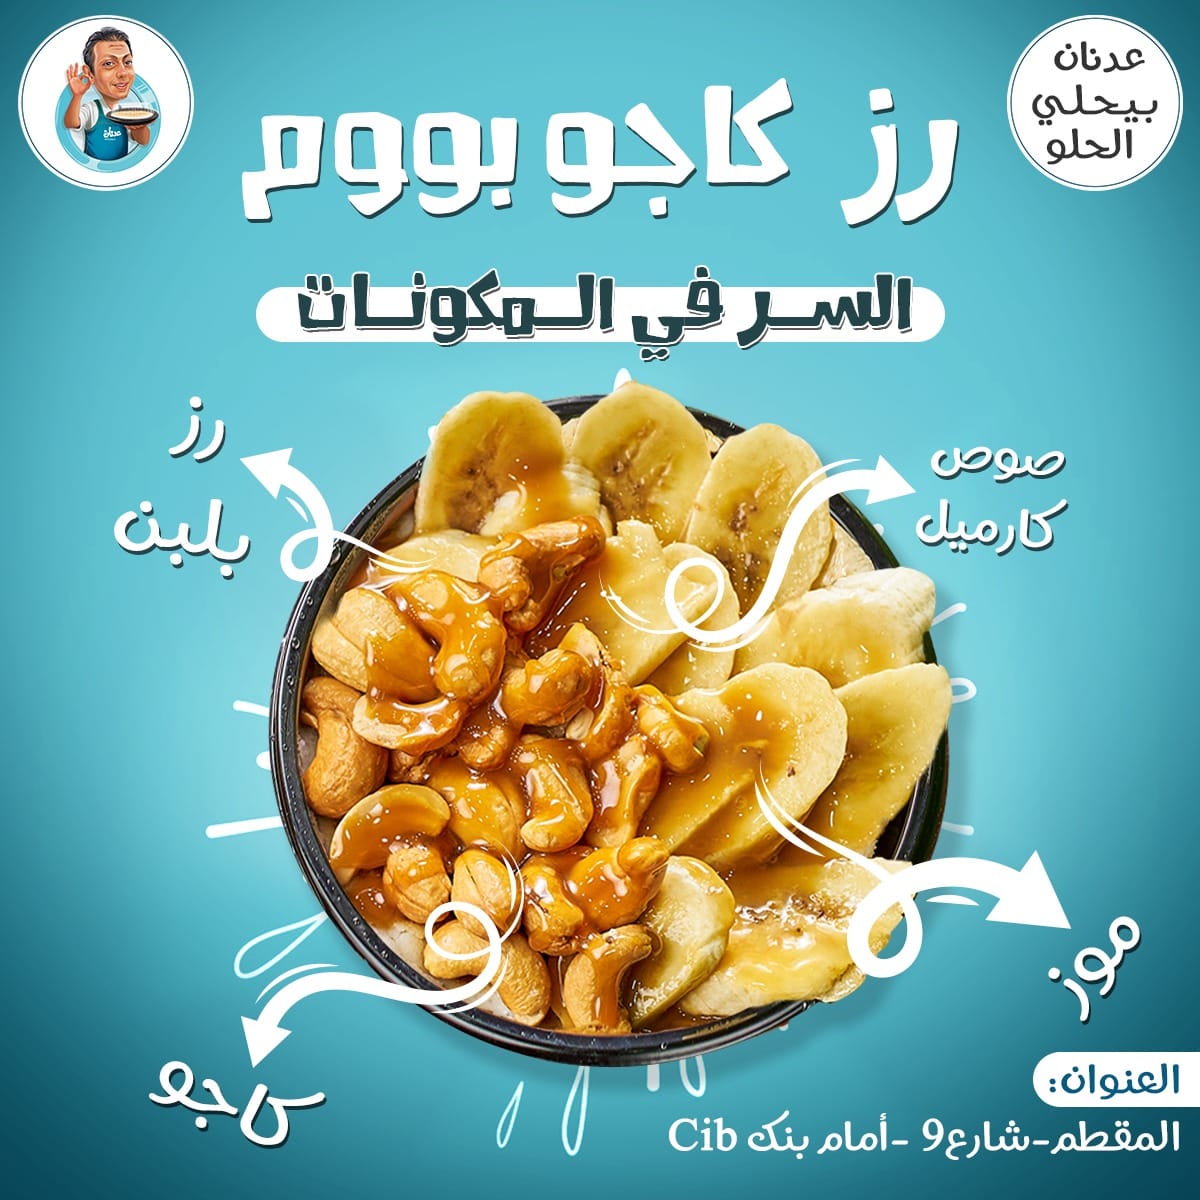 عدنان
بيحلي
الحلو
عدنان
رز كاجو بووم
السر في المكونات
صوص
كارميل
رز
بلبن
موز
كاجو
العنوان:
المقطم-شارع9 -أمام بنك Cib